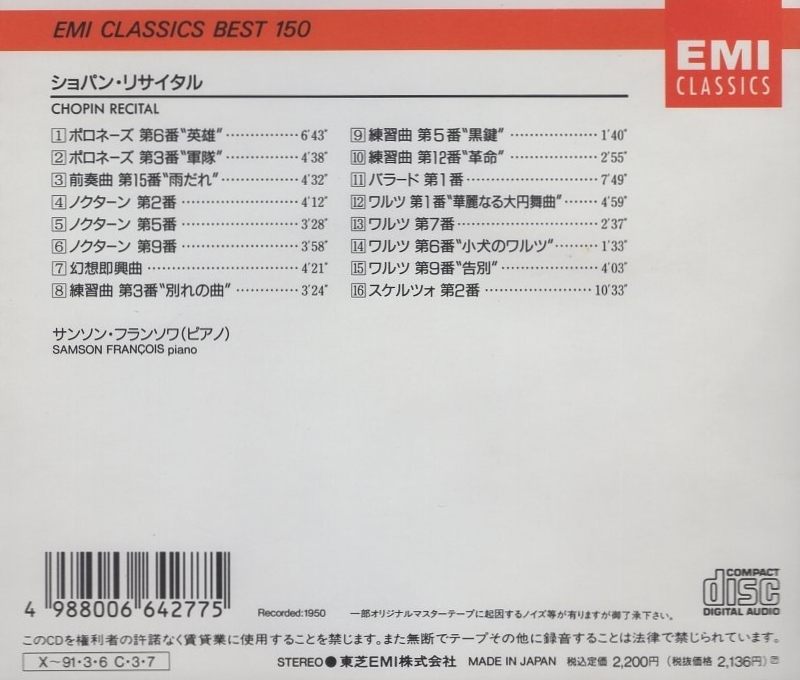 EMI CLASSICS BEST 150
EMI
CLASSICS
ショパン・リサイタル
CHOPIN RECITAL
1 ポロネーズ 第6番“英雄” …………… 6′43″
2 ポロネーズ 第3番“軍隊” …………… 4′38″
3 前奏曲 第15番“雨だれ” …………… 4′32″
4 ノクターン 第2番 …………… 4′12″
5 ノクターン 第5番 …………… 3′28″
6 ノクターン 第9番 …………… 3′58″
7 幻想即興曲 …………… 4′21″
8 練習曲 第3番“別れの曲” …………… 3′24″
9 練習曲 第5番“黒鍵” …………… 1′40″
10 練習曲 第12番“革命” …………… 2′55″
11 バラード 第1番 …………… 7′49″
12 ワルツ 第1番“華麗なる大円舞曲” …… 4′59″
13 ワルツ 第7番 …………… 2′37″
14 ワルツ 第6番“小犬のワルツ” …… 1′33″
15 ワルツ 第9番“告別” …………… 4′03″
16 スケルツォ 第2番 …………… 10′33″
サンソン・フランソワ(ピアノ)
SAMSON FRANÇOIS piano
4 988006 642775
Recorded:1950 一部オリジナルマスターテープに起因するノイズ等が有りますが御了承下さい。
COMPACT
disc
DIGITAL AUDIO
このCDを権利者の許諾なく賃貸業に使用することを禁じます。また無断でテープその他に録音することは法律で禁じられています。
X〜91・3・6 C・3・7
STEREO● 東芝EMI株式会社 MADE IN JAPAN 税込定価 2,200円 (税抜価格 2,136円)